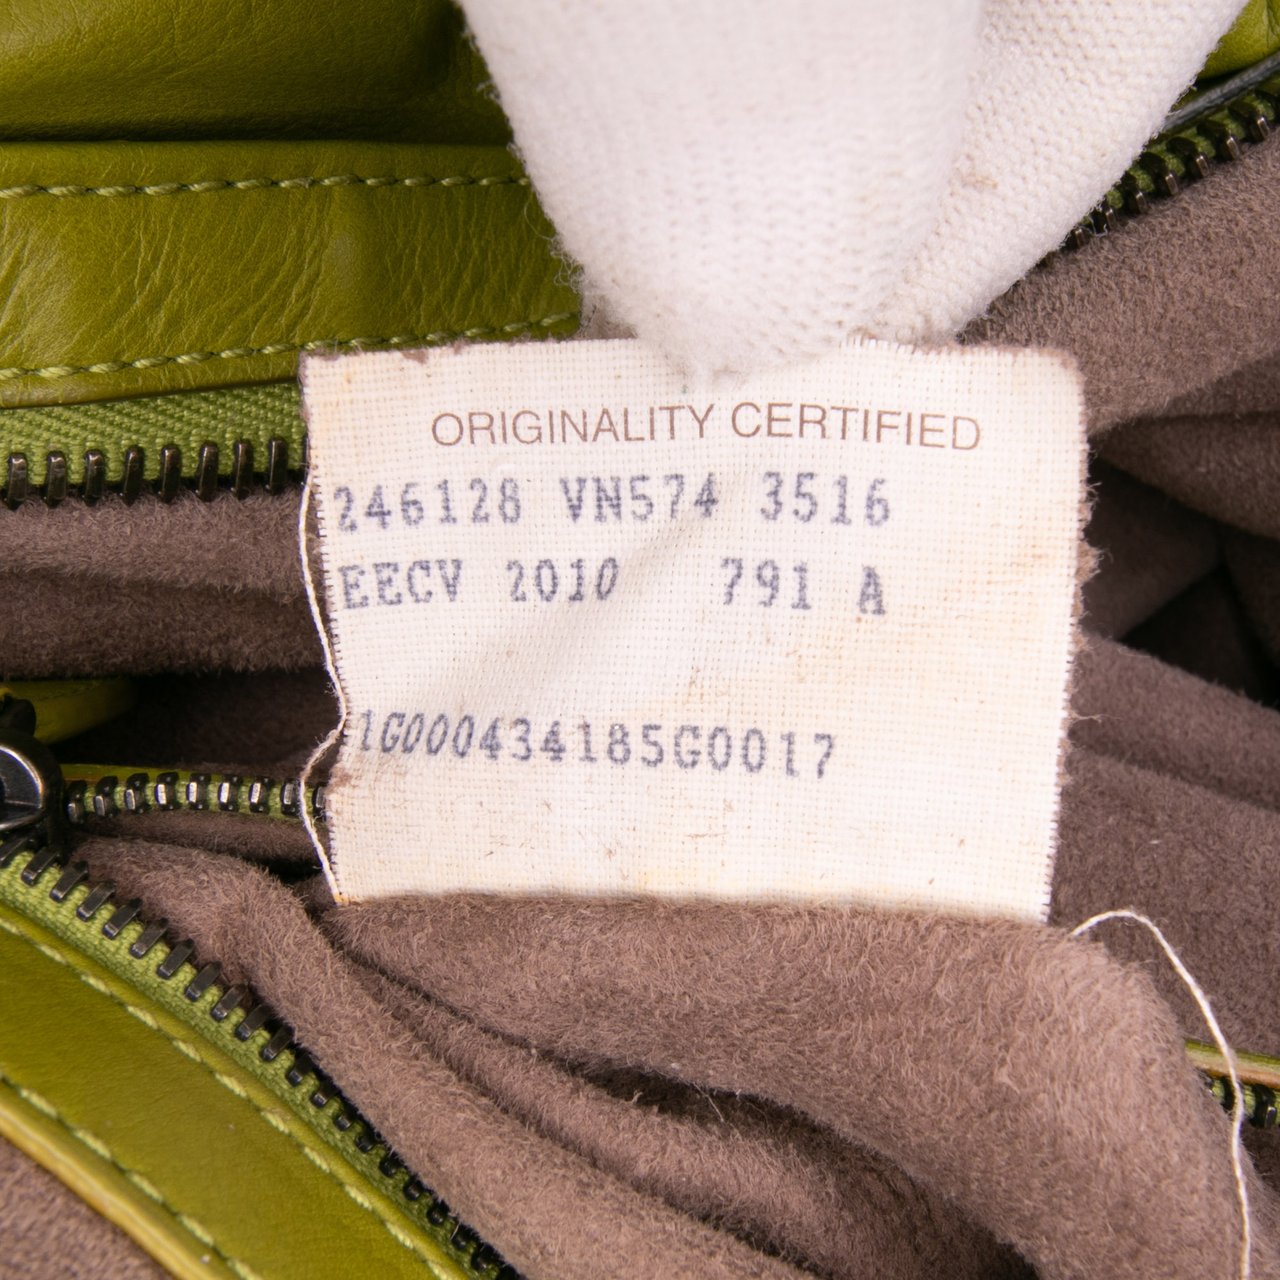 ORIGINALITY CERTIFIED
246128 VN574 3516
EECV 2010 791 A
1G000434185G0017